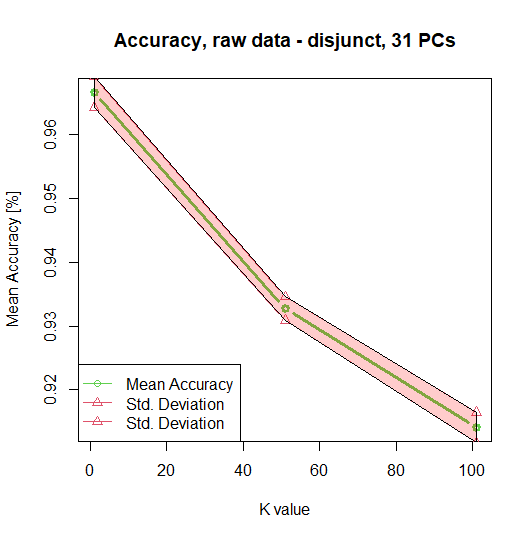 Accuracy, raw data - disjunct, 31 PCs
Mean Accuracy [%]
0.96
0.95
0.94
0.93
0.92
Mean Accuracy
Std. Deviation
Std. Deviation
0 20 40 60 80 100
K value